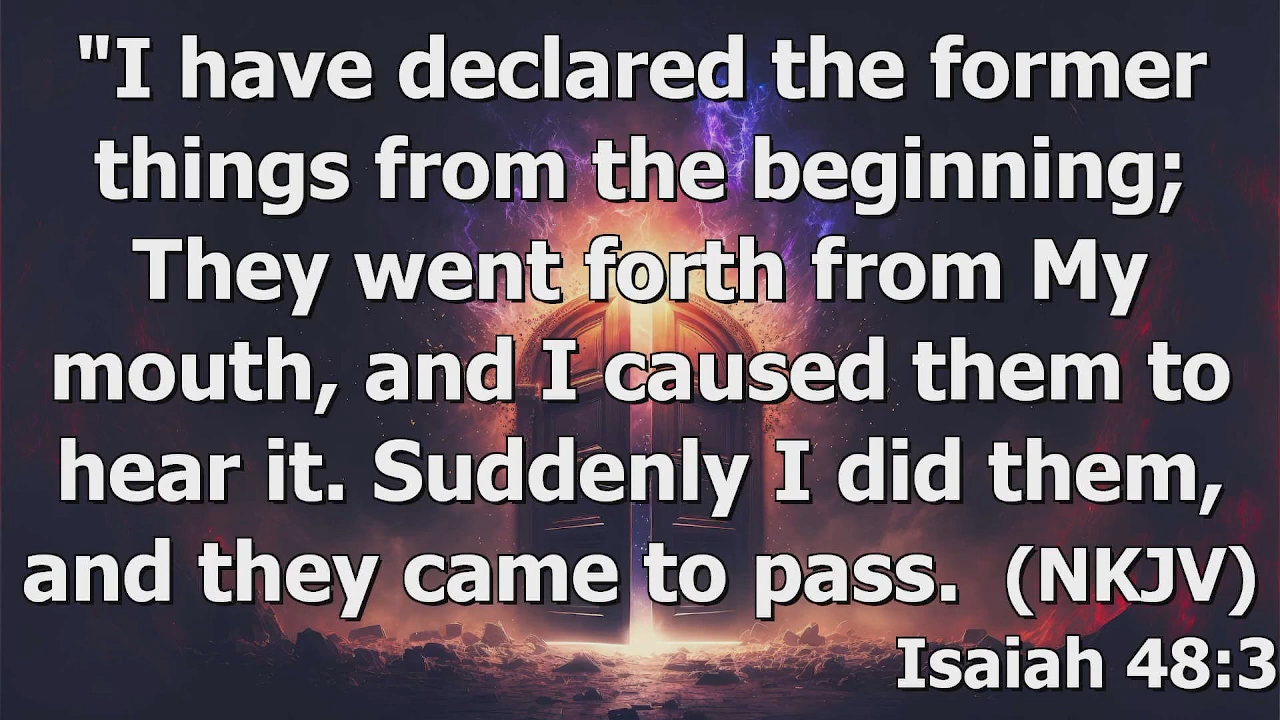 "I have declared the former
things from the beginning;
They went forth from My
mouth, and I caused them to
hear it. Suddenly I did them,
and they came to pass. (NKJV)
Isaiah 48:3